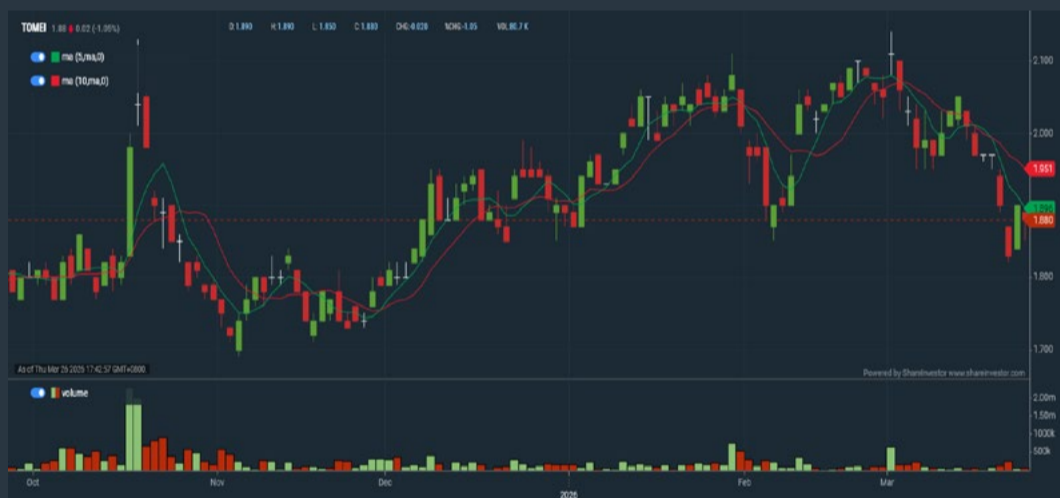 TOMEI 1.88 0.02 (-1.05%) O:1.890 H:1.890 L:1.850 C:1.880 CHG:-0.020 %CHG:-1.05 VOL:80.7 K
ma (5,ma,0)
ma (10,ma,0)
2.100
2.000
1.951
1.880
1.800
1.700
As of Thu Mar 26 2026 17:42:57 GMT+0800
Powered by ShareInvestor www.shareinvestor.com
volume
2.00m
1.50m
1000k
500k
Oct Nov Dec 2026 Feb Mar